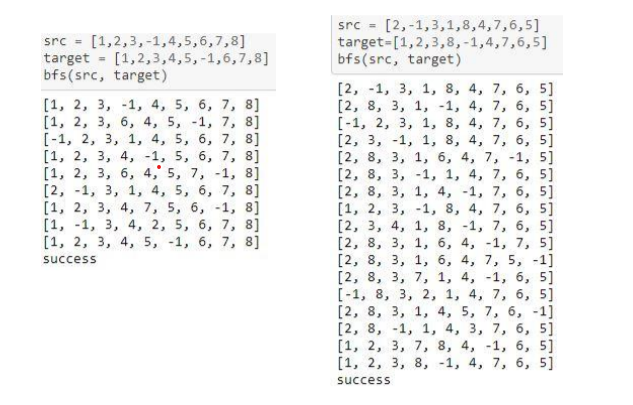 src = [1,2,3,-1,4,5,6,7,8]
target = [1,2,3,4,5,-1,6,7,8]
bfs(src, target)
[1, 2, 3, -1, 4, 5, 6, 7, 8]
[1, 2, 3, 6, 4, 5, -1, 7, 8]
[-1, 2, 3, 1, 4, 5, 6, 7, 8]
[1, 2, 3, 4, -1, 5, 6, 7, 8]
[1, 2, 3, 6, 4, 5, 7, -1, 8]
[2, -1, 3, 1, 4, 5, 6, 7, 8]
[1, 2, 3, 4, 7, 5, 6, -1, 8]
[1, -1, 3, 4, 2, 5, 6, 7, 8]
[1, 2, 3, 4, 5, -1, 6, 7, 8]
success
src = [2,-1,3,1,8,4,7,6,5]
target=[1,2,3,8,-1,4,7,6,5]
bfs(src, target)
[2, -1, 3, 1, 8, 4, 7, 6, 5]
[2, 8, 3, 1, -1, 4, 7, 6, 5]
[-1, 2, 3, 1, 8, 4, 7, 6, 5]
[2, 3, -1, 1, 8, 4, 7, 6, 5]
[2, 8, 3, 1, 6, 4, 7, -1, 5]
[2, 8, 3, -1, 1, 4, 7, 6, 5]
[2, 8, 3, 1, 4, -1, 7, 6, 5]
[1, 2, 3, -1, 8, 4, 7, 6, 5]
[2, 3, 4, 1, 8, -1, 7, 6, 5]
[2, 8, 3, 1, 6, 4, -1, 7, 5]
[2, 8, 3, 1, 6, 4, 7, 5, -1]
[2, 8, 3, 7, 1, 4, -1, 6, 5]
[-1, 8, 3, 2, 1, 4, 7, 6, 5]
[2, 8, 3, 1, 4, 5, 7, 6, -1]
[2, 8, -1, 1, 4, 3, 7, 6, 5]
[1, 2, 3, 7, 8, 4, -1, 6, 5]
[1, 2, 3, 8, -1, 4, 7, 6, 5]
success